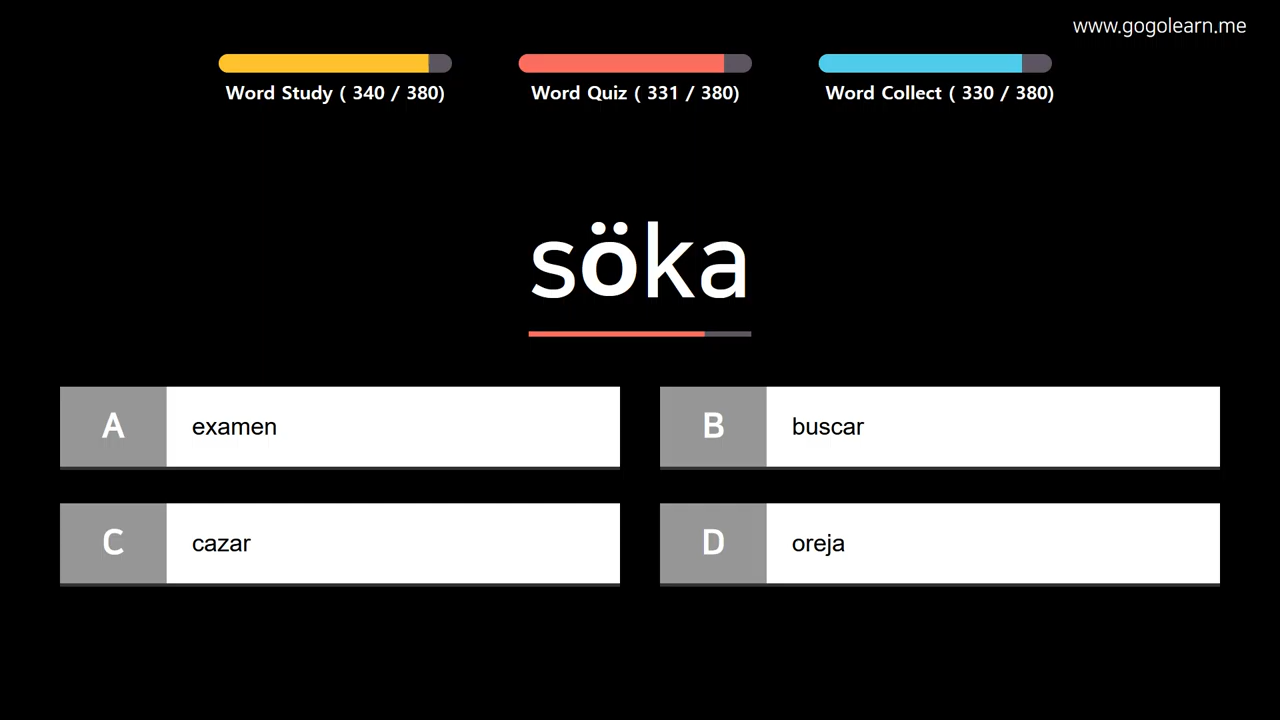 www.gogolearn.me
Word Study ( 340 / 380)
Word Quiz ( 331 / 380)
Word Collect ( 330 / 380)
söka
A examen
B buscar
C cazar
D oreja